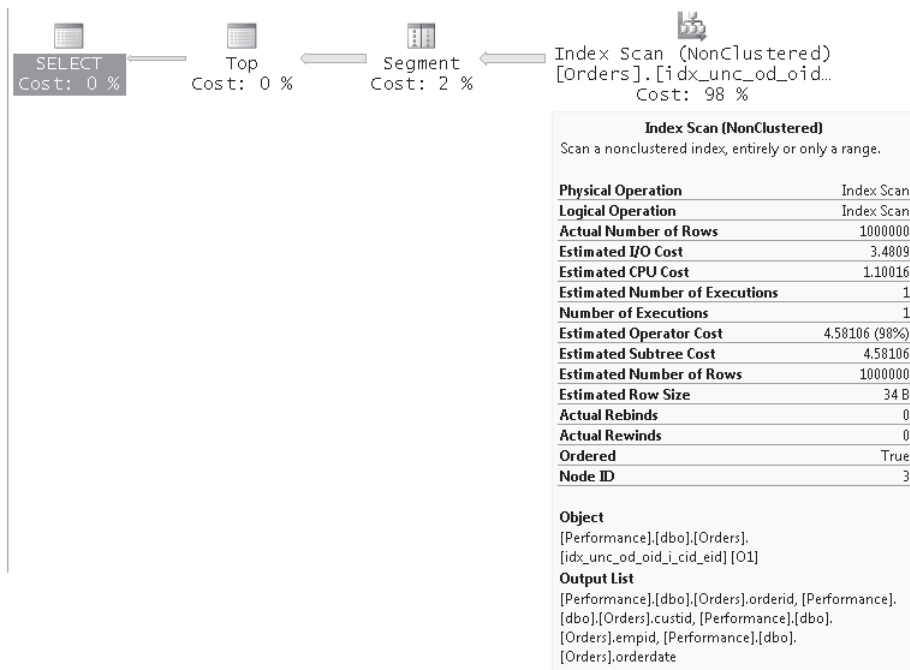 SELECT
Cost: 0 %
Top
Cost: 0 %
Segment
Cost: 2 %
Index Scan (NonClustered)
[Orders].[idx_unc_od_oid…
Cost: 98 %
Index Scan (NonClustered)
Scan a nonclustered index, entirely or only a range.
Physical Operation Index Scan
Logical Operation Index Scan
Actual Number of Rows 1000000
Estimated I/O Cost 3.4809
Estimated CPU Cost 1.10016
Estimated Number of Executions 1
Number of Executions 1
Estimated Operator Cost 4.58106 (98%)
Estimated Subtree Cost 4.58106
Estimated Number of Rows 1000000
Estimated Row Size 34 B
Actual Rebinds 0
Actual Rewinds 0
Ordered True
Node ID 3
Object
[Performance].[dbo].[Orders].
[idx_unc_od_oid_i_cid_eid] [O1]
Output List
[Performance].[dbo].[Orders].orderid, [Performance].
[dbo].[Orders].custid, [Performance].[dbo].
[Orders].empid, [Performance].[dbo].
[Orders].orderdate